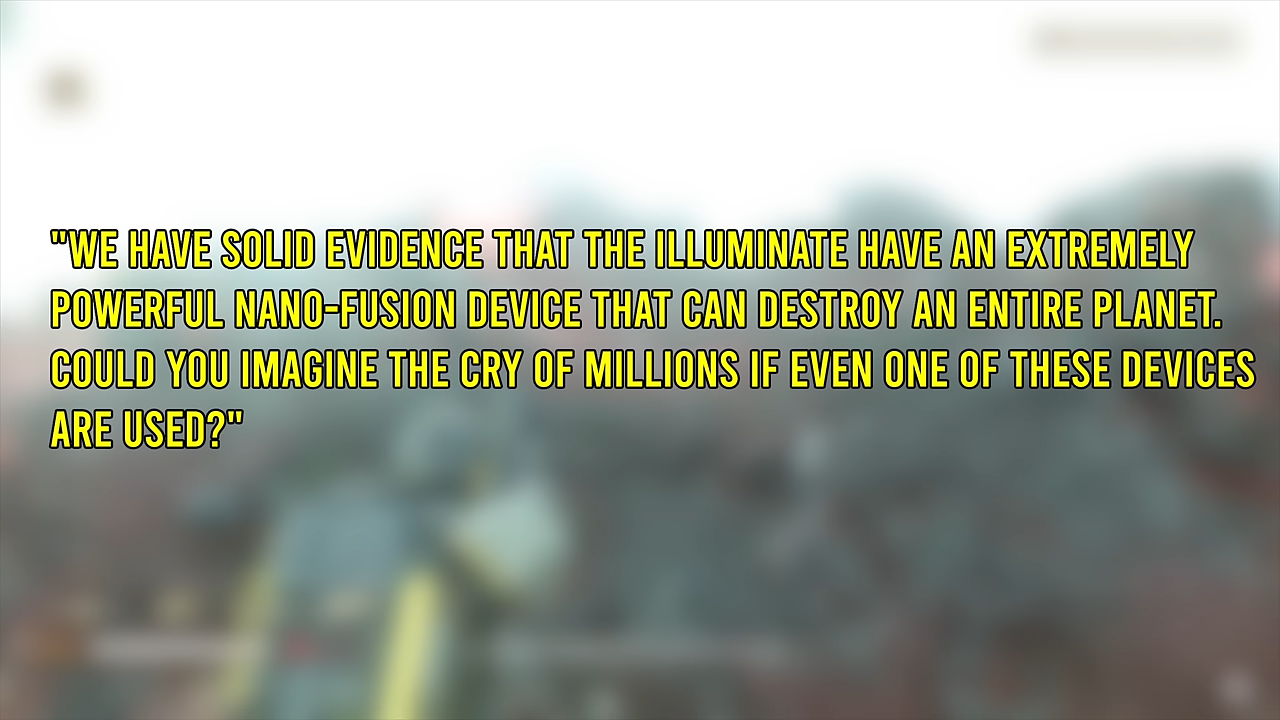 "WE HAVE SOLID EVIDENCE THAT THE ILLUMINATE HAVE AN EXTREMELY
POWERFUL NANO-FUSION DEVICE THAT CAN DESTROY AN ENTIRE PLANET.
COULD YOU IMAGINE THE CRY OF MILLIONS IF EVEN ONE OF THESE DEVICES
ARE USED?"